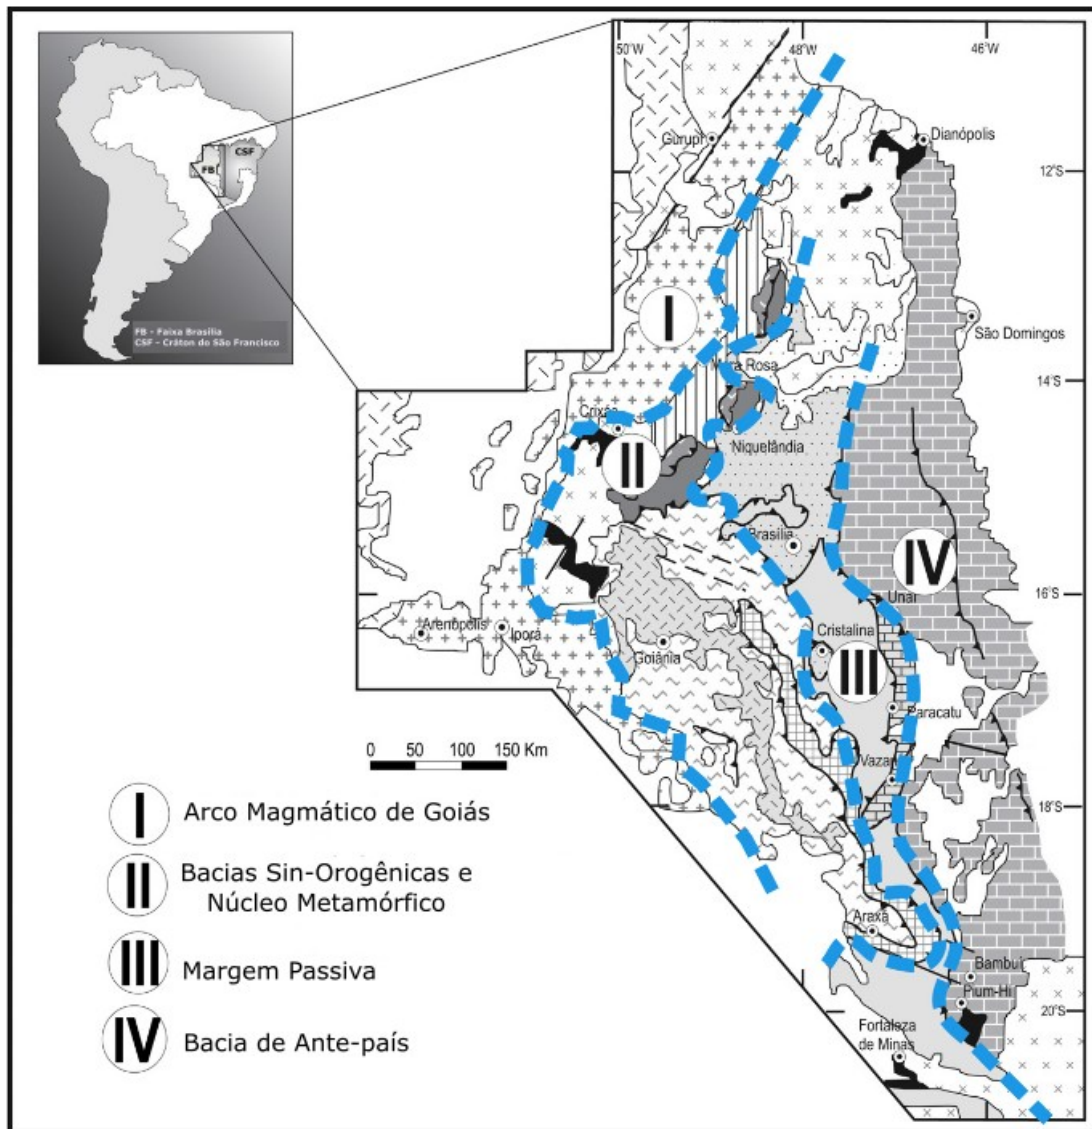 50°W
48°W
46°W
Gurupi
Dianópolis
12°S
CSF
FB
FB - Faixa Brasília
CSF - Cráton do São Francisco
I
São Domingos
Mara Rosa
14°S
Crixás
II
Niquelândia
Brasília
IV
16°S
Unaí
Arenópolis
Iporá
Goiânia
Cristalina
III
Paracatu
0 50 100 150 Km
Vazante
18°S
I Arco Magmático de Goiás
II Bacias Sin-Orogênicas e
Núcleo Metamórfico
III Margem Passiva
IV Bacia de Ante-país
Araxá
Bambuí
Pium-Hi
20°S
Fortaleza
de Minas